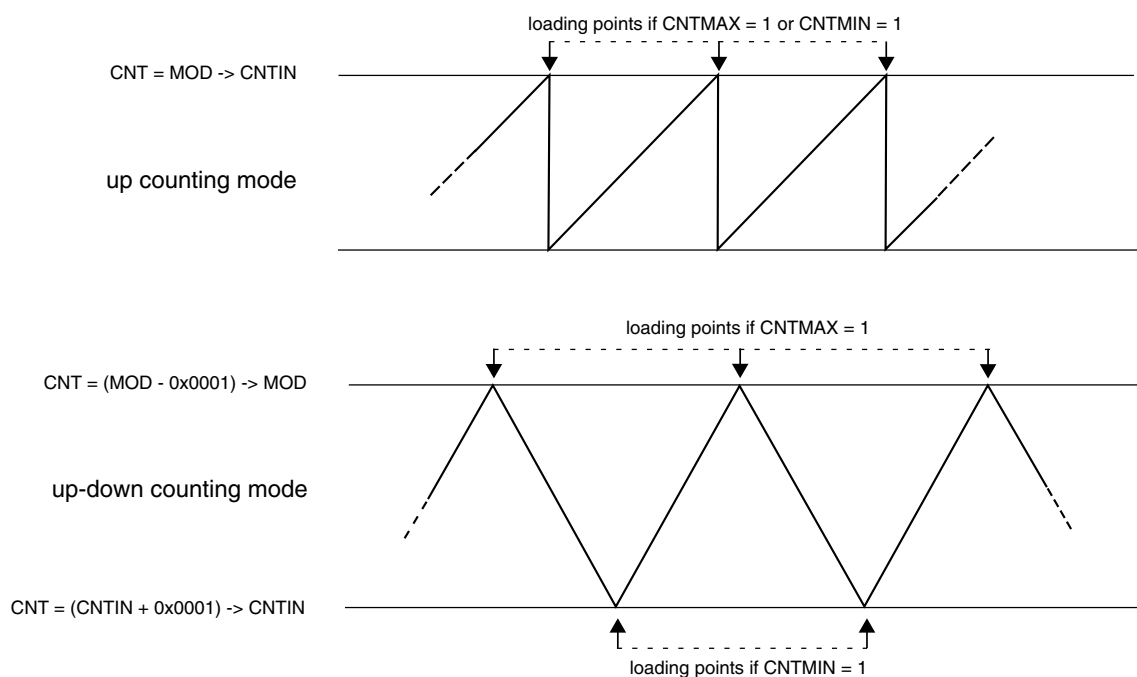 loading points if CNTMAX = 1 or CNTMIN = 1
CNT = MOD -> CNTIN
up counting mode
loading points if CNTMAX = 1
CNT = (MOD - 0x0001) -> MOD
up-down counting mode
CNT = (CNTIN + 0x0001) -> CNTIN
loading points if CNTMIN = 1